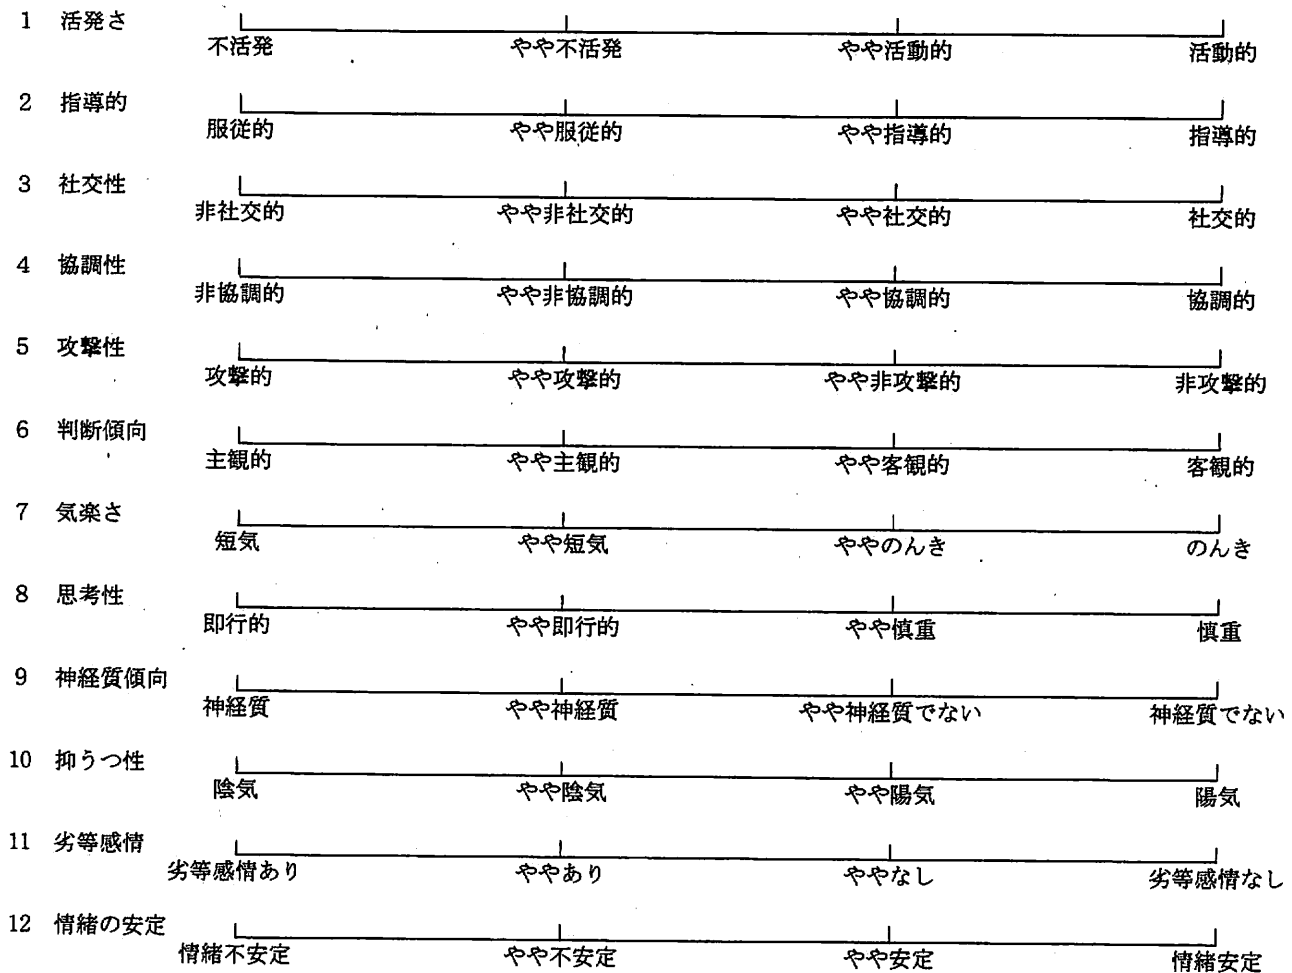 1 活発さ
不活発 やや不活発 やや活動的 活動的
2 指導的
服従的 やや服従的 やや指導的 指導的
3 社交性
非社交的 やや非社交的 やや社交的 社交的
4 協調性
非協調的 やや非協調的 やや協調的 協調的
5 攻撃性
攻撃的 やや攻撃的 やや非攻撃的 非攻撃的
6 判断傾向
主観的 やや主観的 やや客観的 客観的
7 気楽さ
短気 やや短気 ややのんき のんき
8 思考性
即行的 やや即行的 やや慎重 慎重
9 神経質傾向
神経質 やや神経質 やや神経質でない 神経質でない
10 抑うつ性
陰気 やや陰気 やや陽気 陽気
11 劣等感情
劣等感情あり ややあり ややなし 劣等感情なし
12 情緒の安定
情緒不安定 やや不安定 やや安定 情緒安定